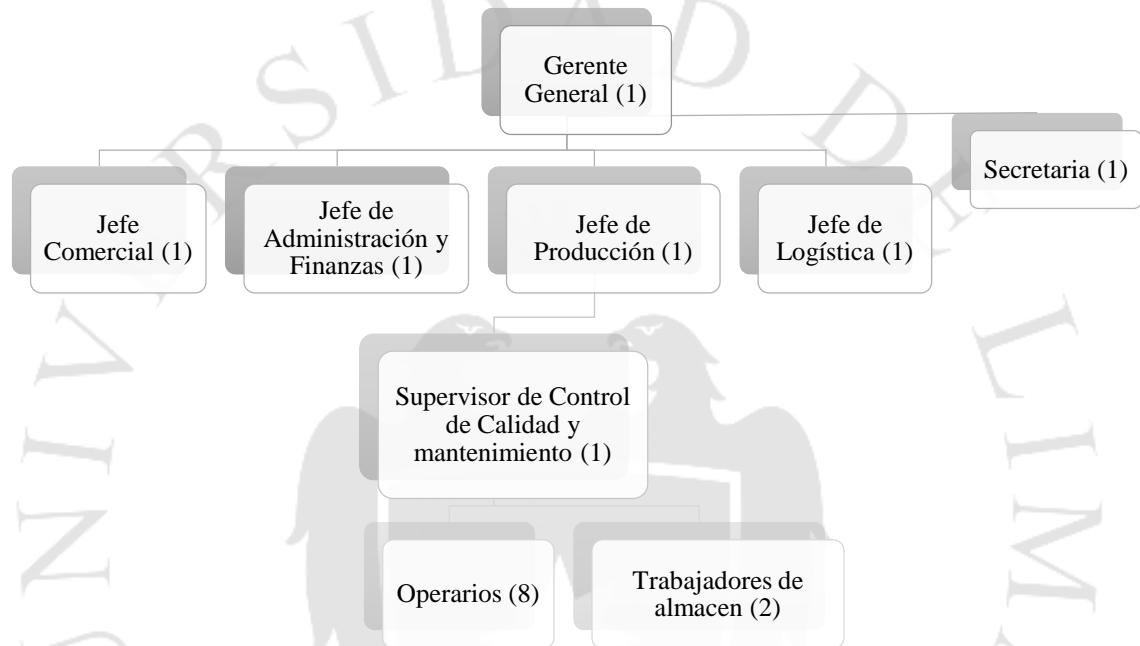 Gerente
General (1)
Secretaria (1)
Jefe
Comercial (1)
Jefe de
Administración y
Finanzas (1)
Jefe de
Producción (1)
Jefe de
Logística (1)
Supervisor de Control
de Calidad y
mantenimiento (1)
Operarios (8)
Trabajadores de
almacen (2)